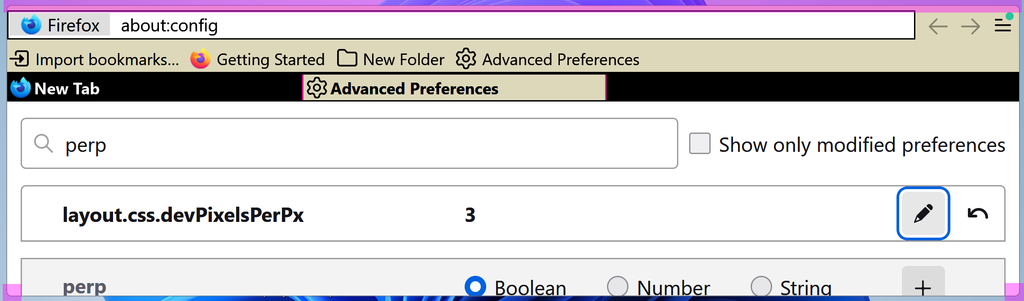 Firefox about:config
Import bookmarks... Getting Started New Folder Advanced Preferences
New Tab Advanced Preferences
perp Show only modified preferences
layout.css.devPixelsPerPx 3
perp Boolean Number String